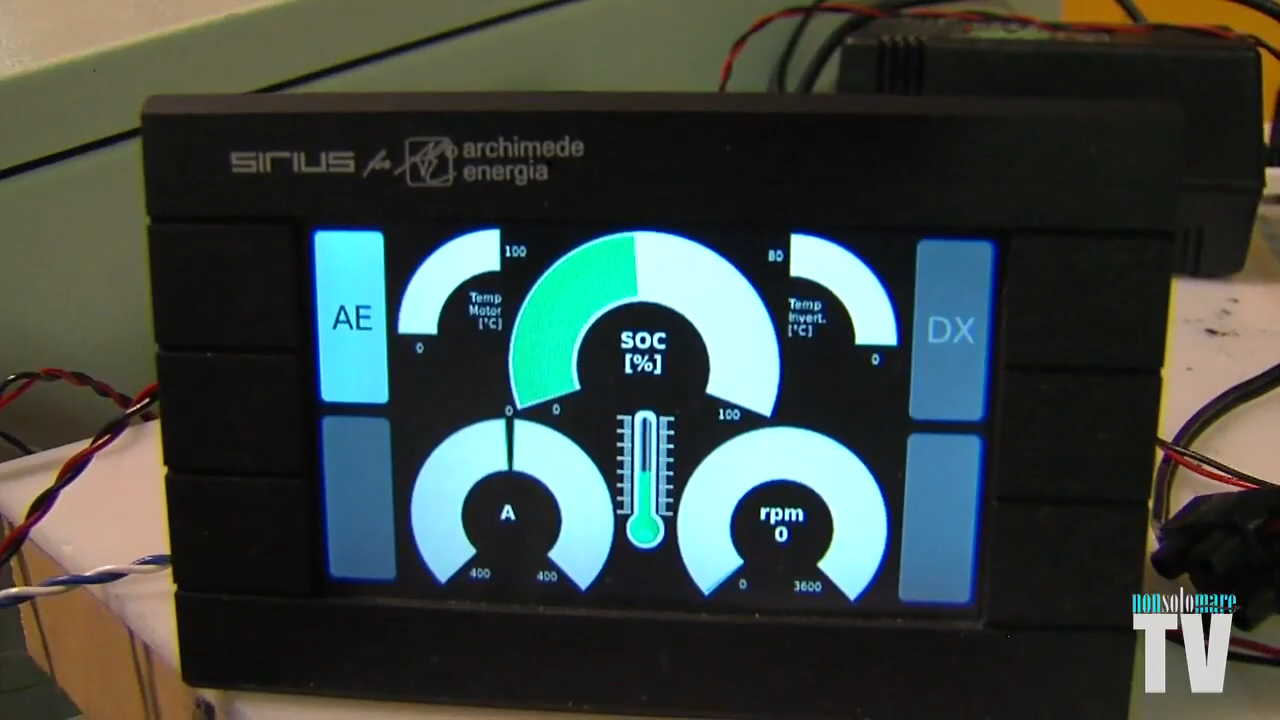 sirius for archimede
energia
AE
100
Temp
Motor
[°C]
0
SOC
[%]
0
100
80
Temp
Invert.
[°C]
0
DX
0
A
400
400
rpm
0
0
3600
nonsolomare
TV